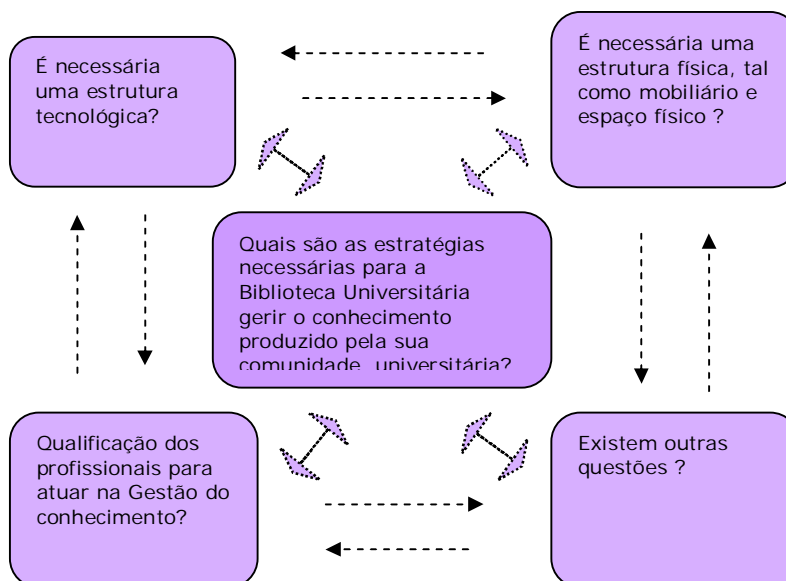 É necessária
uma estrutura
tecnológica?
É necessária uma
estrutura física, tal
como mobiliário e
espaço físico ?
Quais são as estratégias
necessárias para a
Biblioteca Universitária
gerir o conhecimento
produzido pela sua
comunidade universitária?
Qualificação dos
profissionais para
atuar na Gestão do
conhecimento?
Existem outras
questões ?